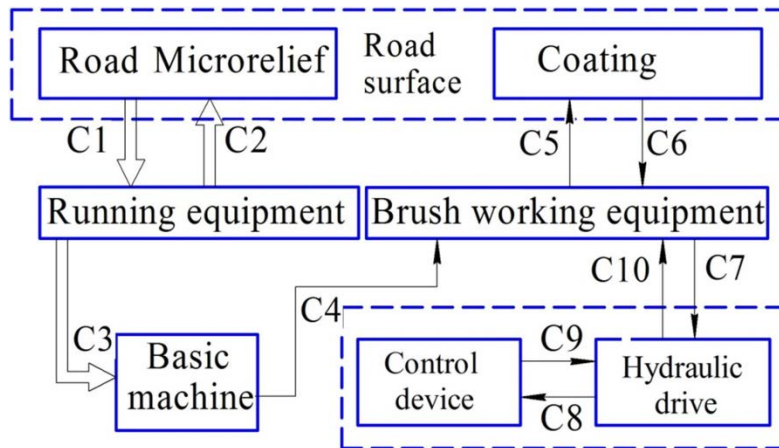 Road Microrelief
Road
surface
Coating
C1
C2
C5
C6
Running equipment
Brush working equipment
C3
C4
C10
C7
Basic
machine
Control
device
C9
C8
Hydraulic
drive